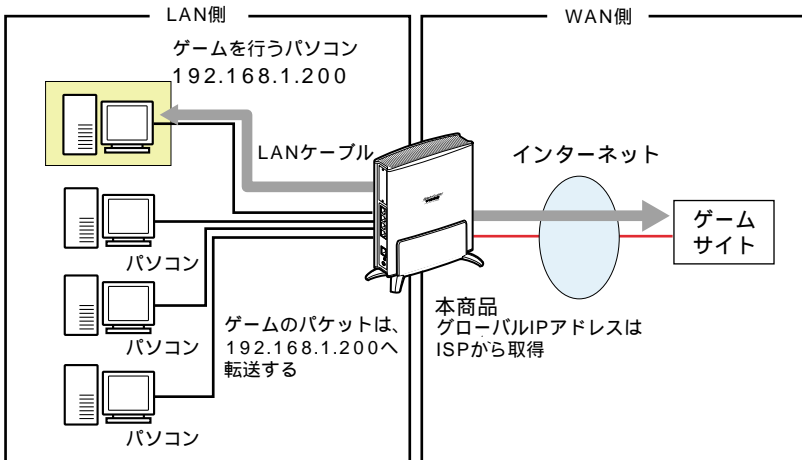 LAN側
WAN側
ゲームを行うパソコン
192.168.1.200
LANケーブル
インターネット
ゲーム
サイト
パソコン
パソコン
パソコン
ゲームのパケットは、
192.168.1.200へ
転送する
本商品
グローバルIPアドレスは
ISPから取得